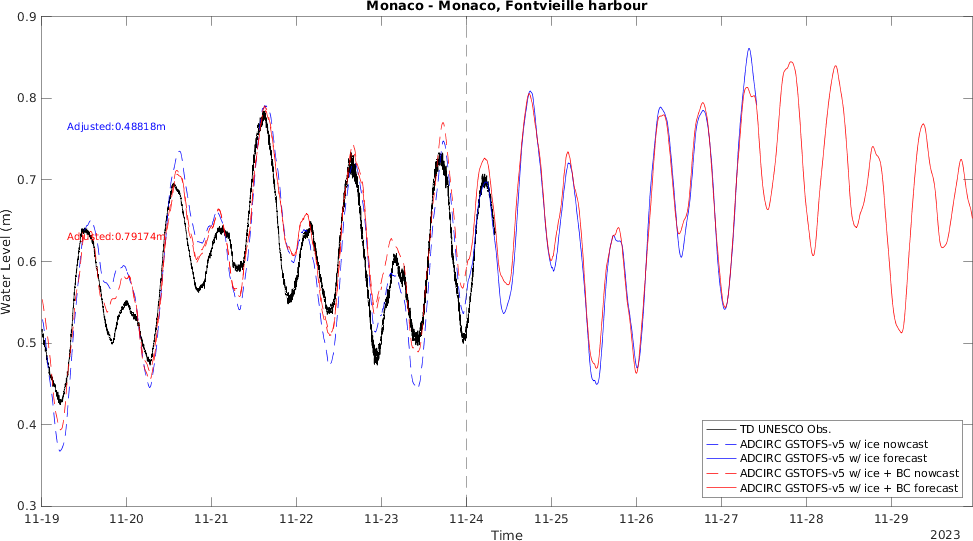 Monaco - Monaco, Fontvieille harbour
Water Level (m)
0.9
0.8
0.7
0.6
0.5
0.4
0.3
Adjusted:0.48818m
Adjusted:0.79174m
TD UNESCO Obs.
ADCIRC GSTOFS-v5 w/ ice nowcast
ADCIRC GSTOFS-v5 w/ ice forecast
ADCIRC GSTOFS-v5 w/ ice + BC nowcast
ADCIRC GSTOFS-v5 w/ ice + BC forecast
11-19 11-20 11-21 11-22 11-23 11-24 11-25 11-26 11-27 11-28 11-29
Time
2023